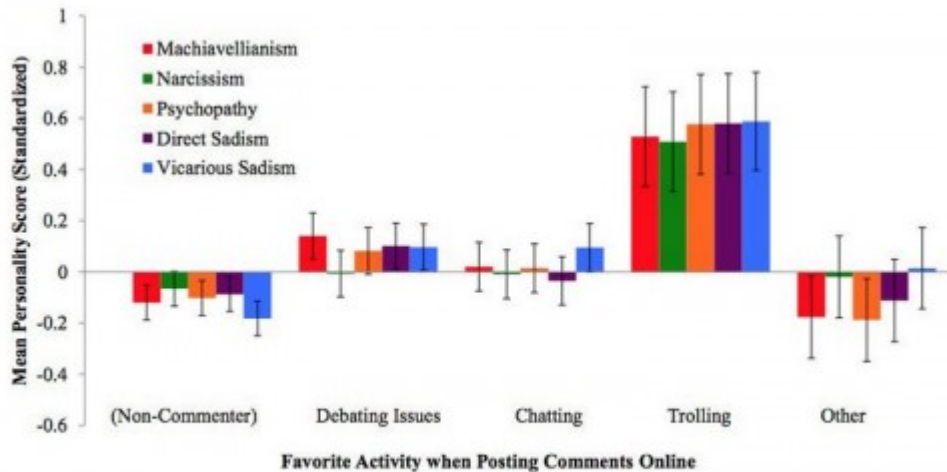 Mean Personality Score (Standardized)
1
0.8
0.6
0.4
0.2
0
-0.2
-0.4
-0.6
Machiavellianism
Narcissism
Psychopathy
Direct Sadism
Vicarious Sadism
(Non-Commenter) Debating Issues Chatting Trolling Other
Favorite Activity when Posting Comments Online